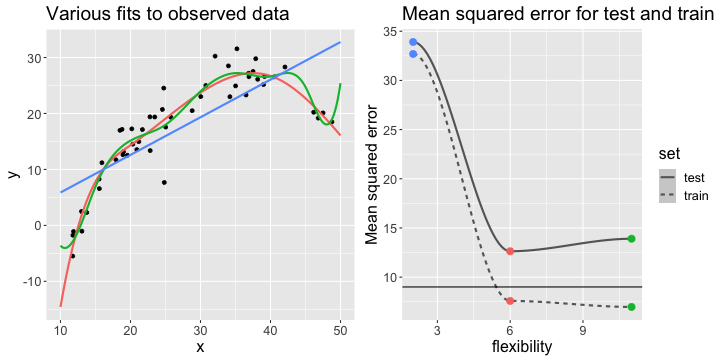 Various fits to observed data
30
20
10
0
-10
y
10
20
30
40
50
x
Mean squared error for test and train
35
30
25
20
15
10
Mean squared error
3
6
9
flexibility
set
test
train